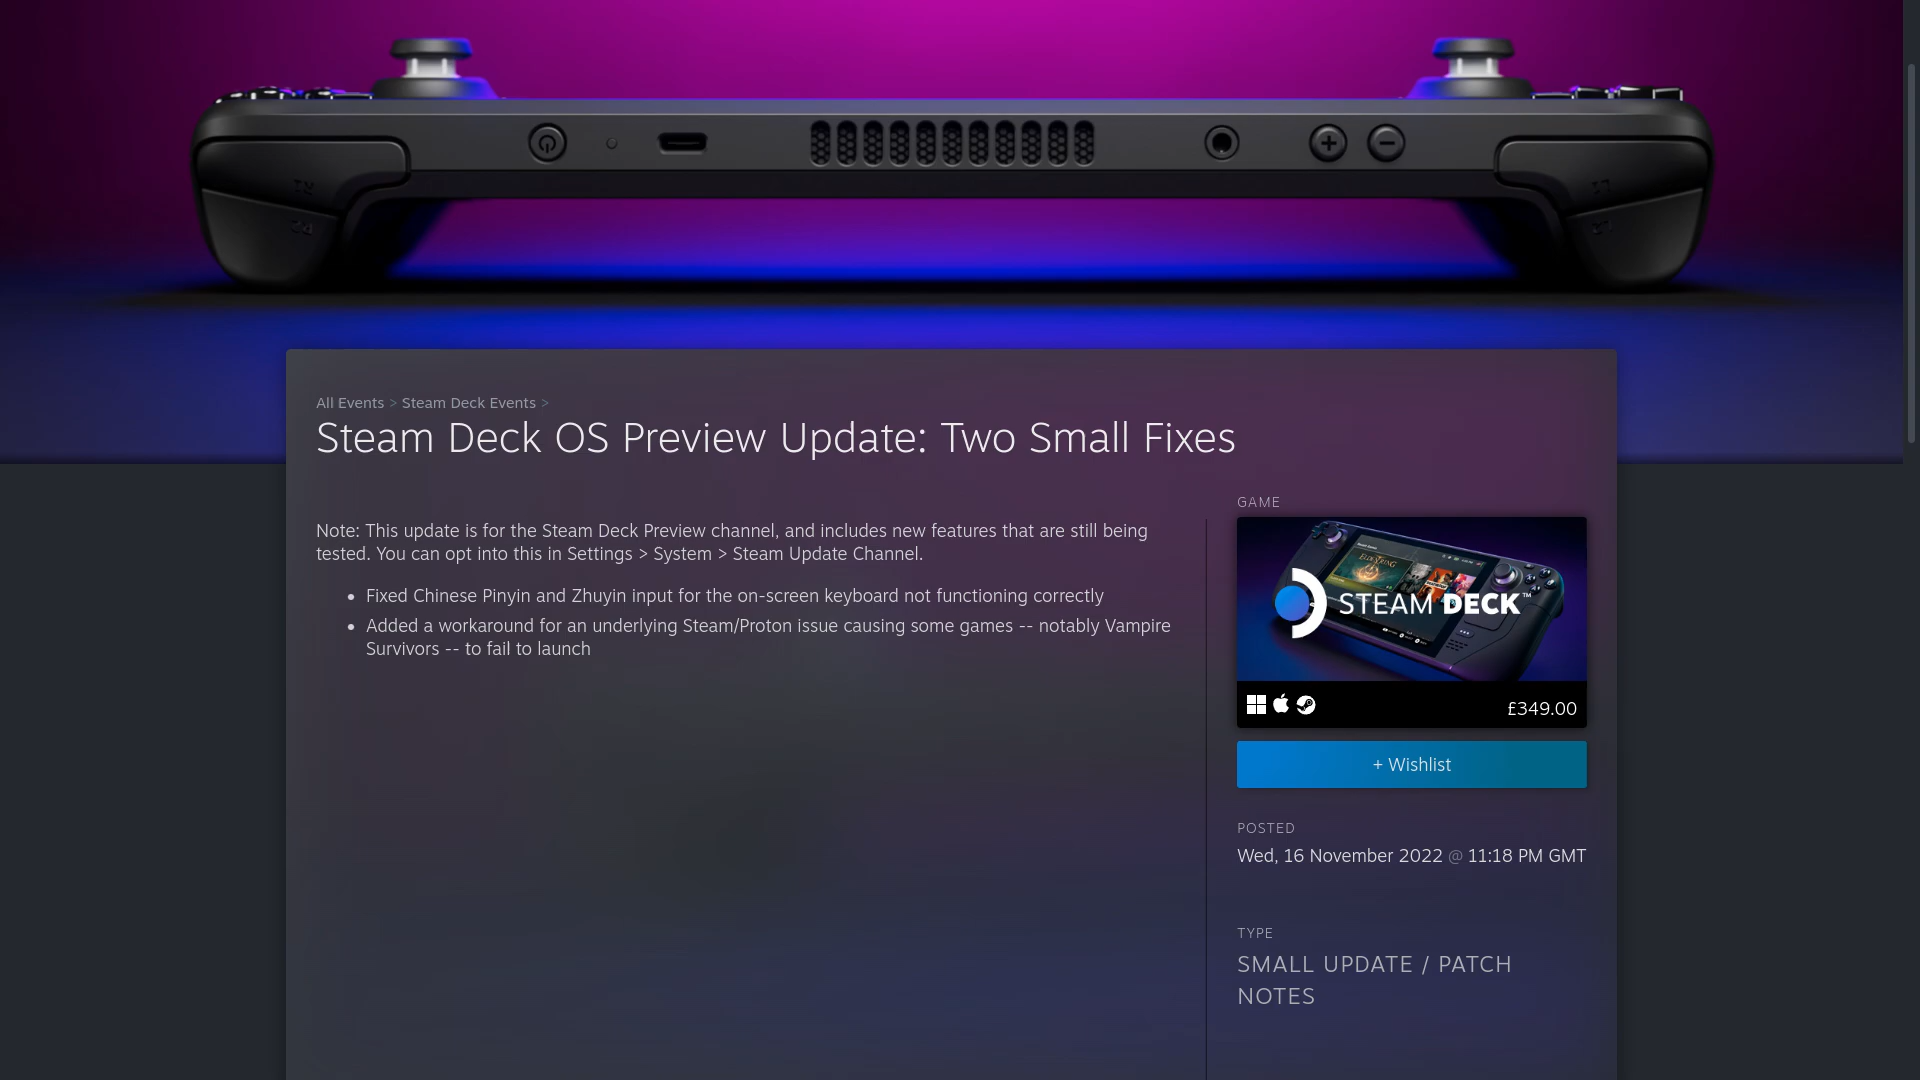 All Events > Steam Deck Events >
Steam Deck OS Preview Update: Two Small Fixes
Note: This update is for the Steam Deck Preview channel, and includes new features that are still being
tested. You can opt into this in Settings > System > Steam Update Channel.
• Fixed Chinese Pinyin and Zhuyin input for the on-screen keyboard not functioning correctly
• Added a workaround for an underlying Steam/Proton issue causing some games -- notably Vampire
Survivors -- to fail to launch
GAME
ELDEN RING
STEAM DECK™
£349.00
+ Wishlist
POSTED
Wed, 16 November 2022 @ 11:18 PM GMT
TYPE
SMALL UPDATE / PATCH
NOTES